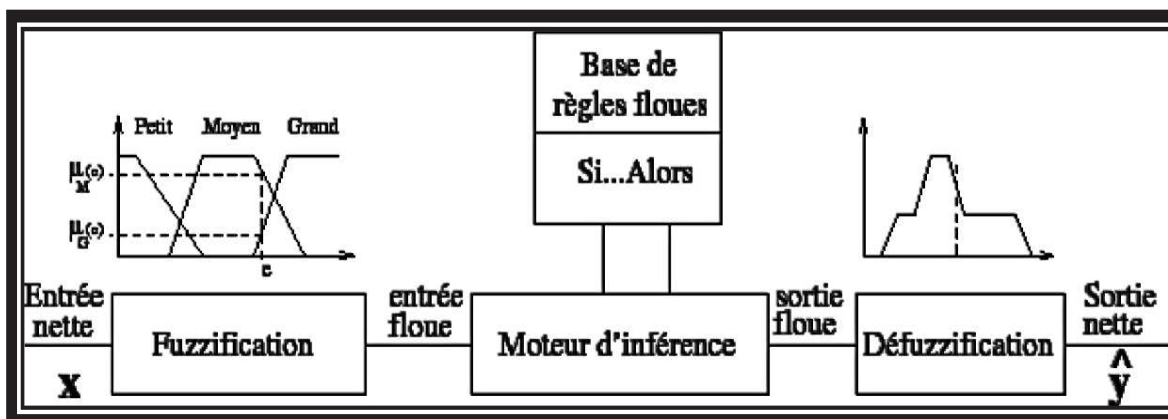 Base de
règles floues
Si...Alors
Petit Moyen Grand
μM(e)
μG(e)
e
Entrée
nette
x
Fuzzification
entrée
floue
Moteur d'inférence
sortie
floue
Défuzzification
Sortie
nette
ŷ